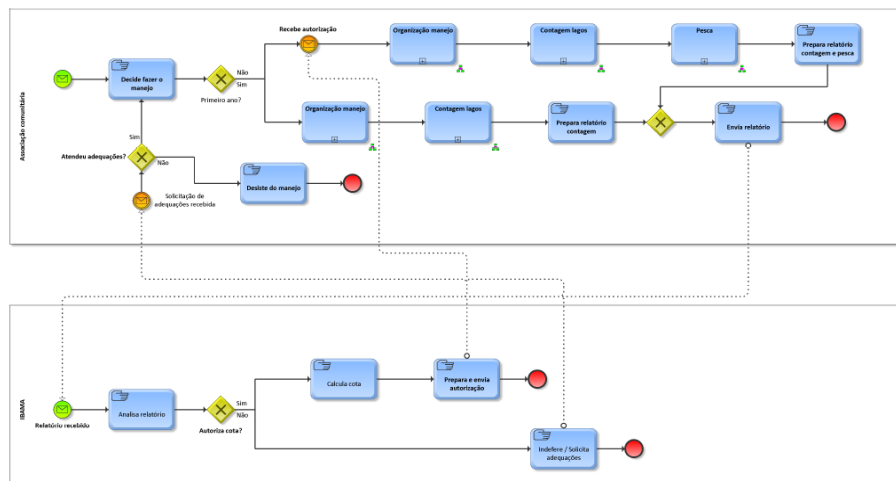 Associação comunitária
Recebe autorização
Organização manejo
Contagem lagos
Pesca
Prepara relatório
contagem e pesca
Decide fazer o
manejo
Não
Sim
Primeiro ano?
Organização manejo
Contagem lagos
Prepara relatório
contagem
Envia relatório
Sim
Atendeu adequações?
Não
Desiste do manejo
Solicitação de
adequações recebida
IBAMA
Calcula cota
Prepara e envia
autorização
Relatório recebido
Analisa relatório
Sim
Não
Autoriza cota?
Indefere / Solicita
adequações